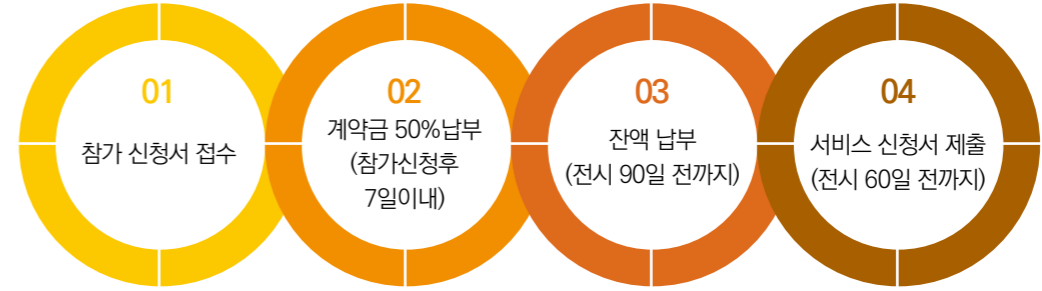 01
참가 신청서 접수
02
계약금 50%납부
(참가신청후
7일이내)
03
잔액 납부
(전시 90일 전까지)
04
서비스 신청서 제출
(전시 60일 전까지)